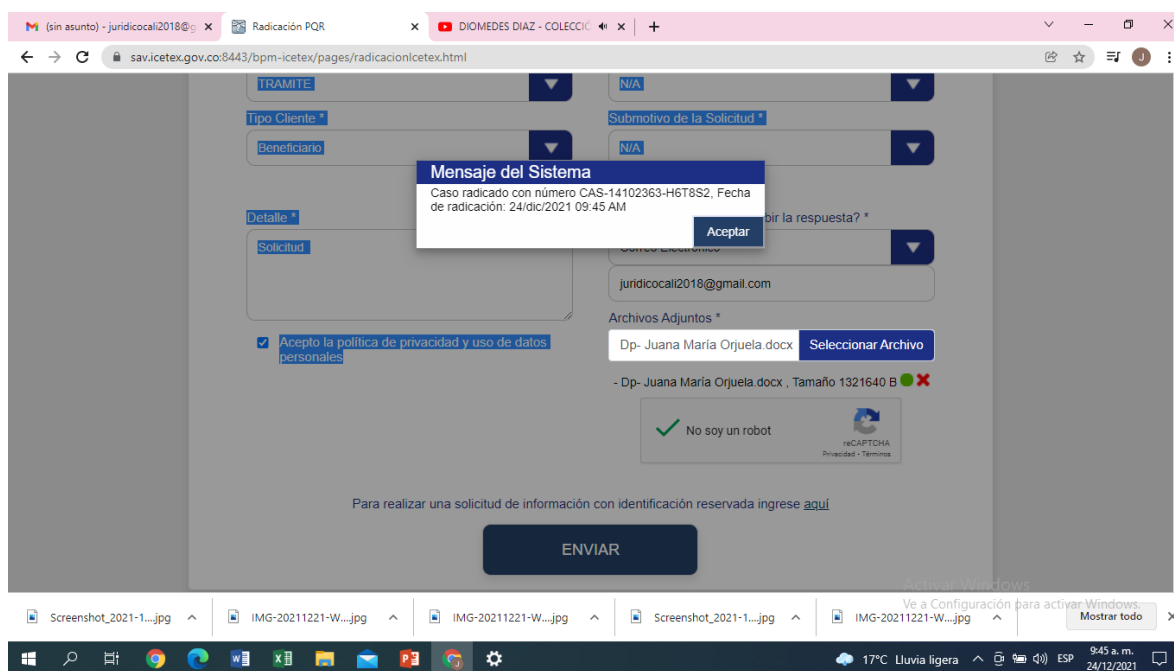 (sin asunto) - juridicocali2018@g
Radicación PQR
DIOMEDES DIAZ - COLECCIÓ
sav.icetex.gov.co:8443/bpm-icetex/pages/radicacionIcetex.html
J
TRAMITE
N/A
Tipo Cliente *
Submotivo de la Solicitud *
Beneficiario
N/A
Mensaje del Sistema
Caso radicado con número CAS-14102363-H6T8S2, Fecha
de radicación: 24/dic/2021 09:45 AM
Aceptar
Detalle *
bir la respuesta? *
Solicitud
Correo Electrónico
juridicocali2018@gmail.com
Archivos Adjuntos *
Acepto la política de privacidad y uso de datos
personales
Dp- Juana María Orjuela.docx
Seleccionar Archivo
- Dp- Juana María Orjuela.docx , Tamaño 1321640 B
No soy un robot
reCAPTCHA
Privacidad - Términos
Para realizar una solicitud de información con identificación reservada ingrese aquí
ENVIAR
Activar Windows
Ve a Configuración para activar Windows.
Screenshot_2021-1....jpg
IMG-20211221-W....jpg
IMG-20211221-W....jpg
Screenshot_2021-1....jpg
IMG-20211221-W....jpg
Mostrar todo
17°C Lluvia ligera
ESP
9:45 a. m.
24/12/2021